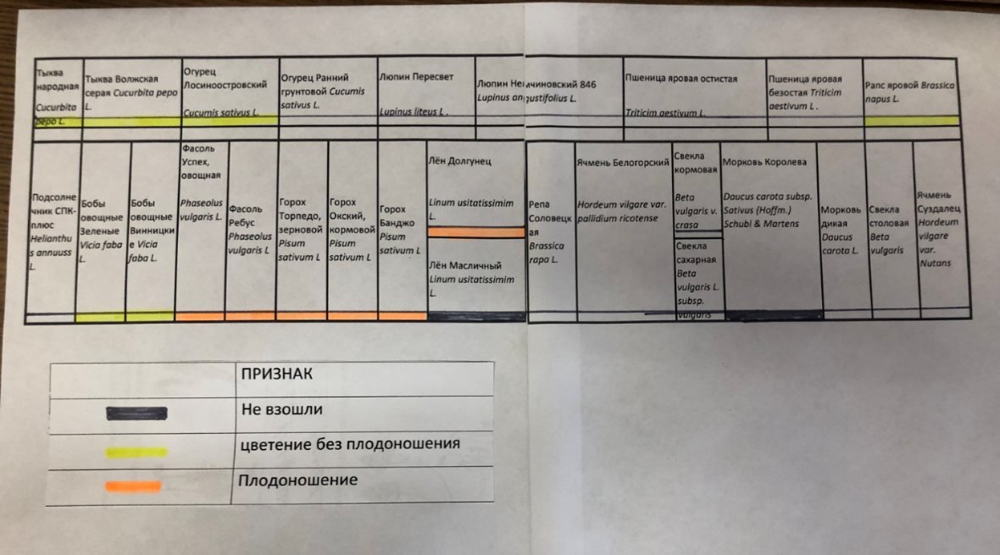 Тыква
народная
Cucurbita
pepo L.
Тыква Волжская
серая Cucurbita pepo
L.
Огурец
Лосиноостровский
Cucumis sativus L.
Огурец Ранний
грунтовой Cucumis
sativus L.
Люпин Пересвет
Lupinus liteus L .
Люпин Немчиновский 846
Lupinus angustifolius L.
Пшеница яровая остистая
Triticim aestivum L.
Пшеница яровая
безостая Triticim
aestivum L .
Рапс яровой Brassica
napus L.
Подсолне
чник СПК-
плюс
Helianthu
s annuuss
L.
Бобы
овощные
Зеленые
Vicia faba
L.
Бобы
овощные
Винницки
е Vicia
faba L.
Фасоль
Успех,
овощная
Phaseolus
vulgaris L.
Фасоль
Ребус
Phaseolus
vulgaris L
Горох
Торпедо,
зерновой
Pisum
sativum L
Горох
Окский,
кормовой
Pisum
sativum L
Горох
Банджо
Pisum
sativum L
Лён Долгунец
Linum usitatissimim
L.
Лён Масличный
Linum usitatissimim
L.
Репа
Соловецк
ая
Brassica
rapa L.
Ячмень Белогорский
Hordeum vilgare var.
pallidium ricotense
Свекла
кормовая
Beta
vulgaris v.
crasa
Свекла
сахарная
Beta
vulgaris L.
subsp.
vulgaris
Морковь Королева
Daucus carota subsp.
Sativus (Hoffm.)
Schubl & Martens
Морковь
дикая
Daucus
carota L.
Свекла
столовая
Beta
vulgaris
Ячмень
Суздалец
Hordeum
vilgare
var.
Nutans
ПРИЗНАК
Не взошли
цветение без плодоношения
Плодоношение